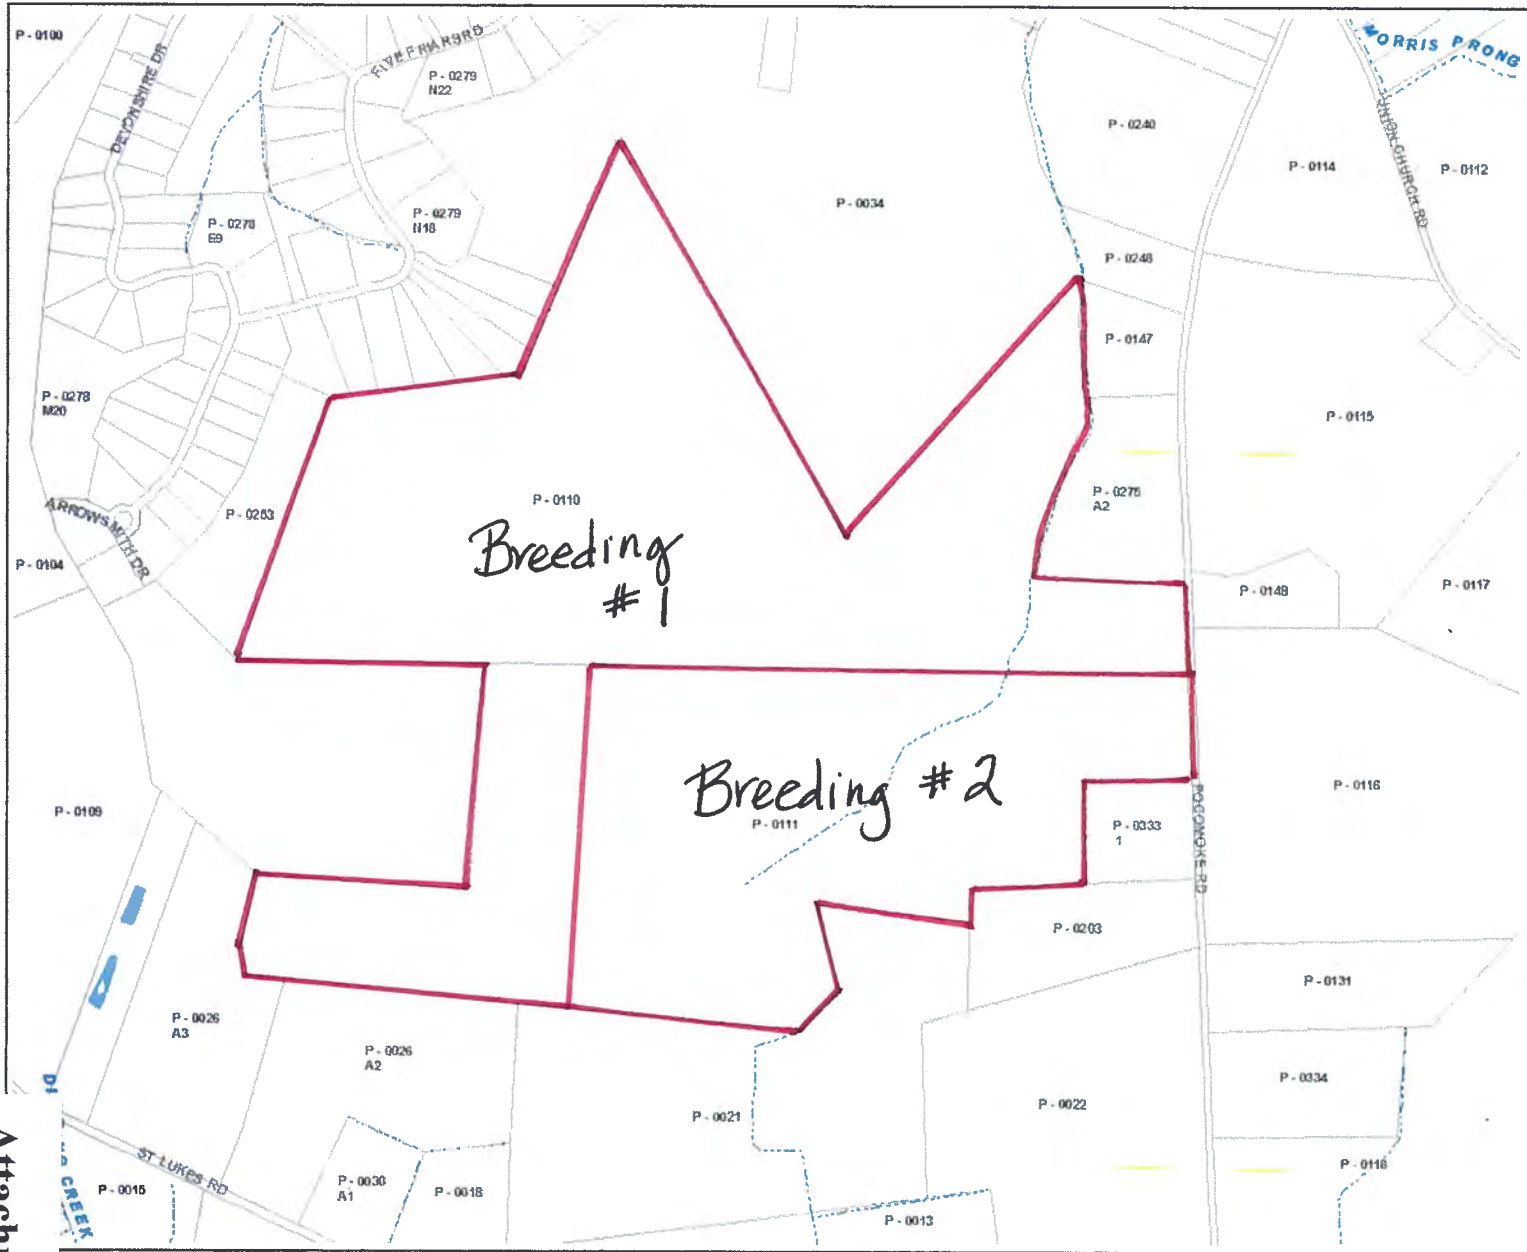 P - 0100
DEVONSHIRE DR
FIVE FRIARS RD
P - 0279
N22
MORRIS PRONG
UNION CHURCH RD
P - 0240
P - 0114
P - 0112
P - 0034
P - 0278
E9
P - 0279
N18
P - 0248
P - 0147
P - 0278
M20
P - 0115
P - 0110
P - 0275
A2
ARROWSMITH DR
P - 0253
Breeding
#1
P - 0104
P - 0148
P - 0117
Breeding #2
P - 0109
P - 0111
P - 0116
P - 0333
1
POCOMOKE RD
P - 0203
P - 0131
P - 0026
A3
P - 0026
A2
P - 0334
P - 0022
P - 0021
P - 0118
ST LUKES RD
CREEK
P - 0015
P - 0030
A1
P - 0018
P - 0013